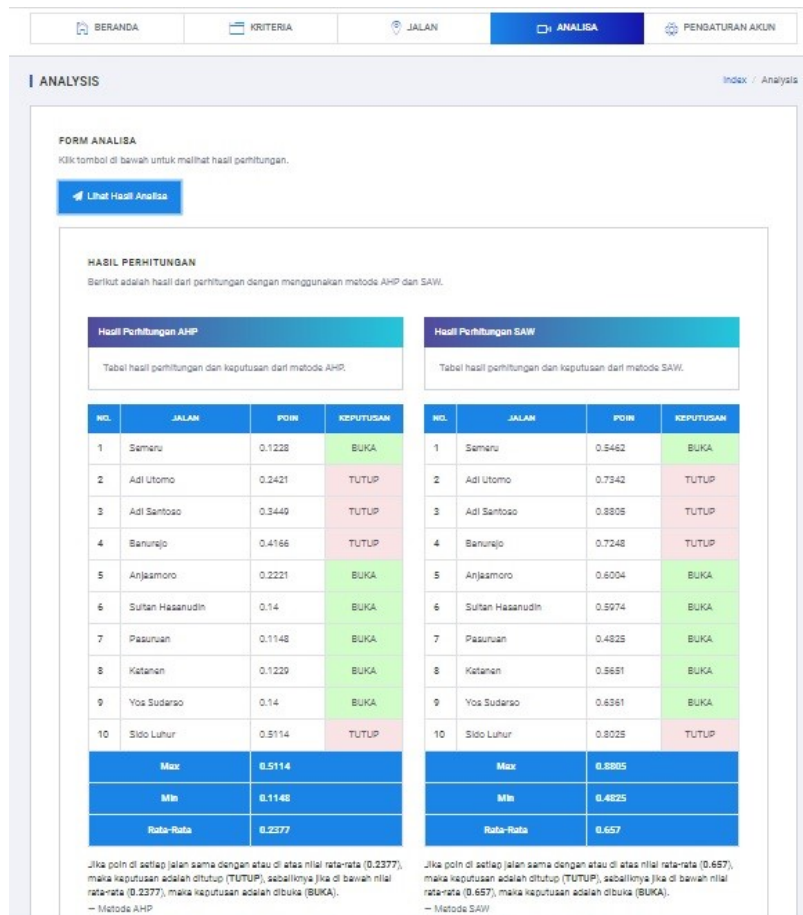 BERANDA KRITERIA JALAN ANALISA PENGATURAN AKUN
ANALYSIS Index / Analysis
FORM ANALISA
Klik tombol di bawah untuk melihat hasil perhitungan.
Lihat Hasil Analisa
HASIL PERHITUNGAN
Berikut adalah hasil dari perhitungan dengan menggunakan metode AHP dan SAW.
Hasil Perhitungan AHP
Tabel hasil perhitungan dan keputusan dari metode AHP.
NO. JALAN POIN KEPUTUSAN
1 Semeru 0.1228 BUKA
2 Adi Utomo 0.2421 TUTUP
3 Adi Santoso 0.3449 TUTUP
4 Banurejo 0.4166 TUTUP
5 Anjasmoro 0.2221 BUKA
6 Sultan Hasanudin 0.14 BUKA
7 Pasuruan 0.1148 BUKA
8 Ketanen 0.1229 BUKA
9 Yos Sudarso 0.14 BUKA
10 Sido Luhur 0.5114 TUTUP
Max 0.5114
Min 0.1148
Rata-Rata 0.2377
Jika poin di setiap jalan sama dengan atau di atas nilai rata-rata (0.2377),
maka keputusan adalah ditutup (TUTUP), sebaliknya jika di bawah nilai
rata-rata (0.2377), maka keputusan adalah dibuka (BUKA).
— Metode AHP
Hasil Perhitungan SAW
Tabel hasil perhitungan dan keputusan dari metode SAW.
NO. JALAN POIN KEPUTUSAN
1 Semeru 0.5462 BUKA
2 Adi Utomo 0.7342 TUTUP
3 Adi Santoso 0.8805 TUTUP
4 Banurejo 0.7248 TUTUP
5 Anjasmoro 0.6004 BUKA
6 Sultan Hasanudin 0.5974 BUKA
7 Pasuruan 0.4825 BUKA
8 Ketanen 0.5651 BUKA
9 Yos Sudarso 0.6361 BUKA
10 Sido Luhur 0.8025 TUTUP
Max 0.8805
Min 0.4825
Rata-Rata 0.657
Jika poin di setiap jalan sama dengan atau di atas nilai rata-rata (0.657),
maka keputusan adalah ditutup (TUTUP), sebaliknya jika di bawah nilai
rata-rata (0.657), maka keputusan adalah dibuka (BUKA).
— Metode SAW